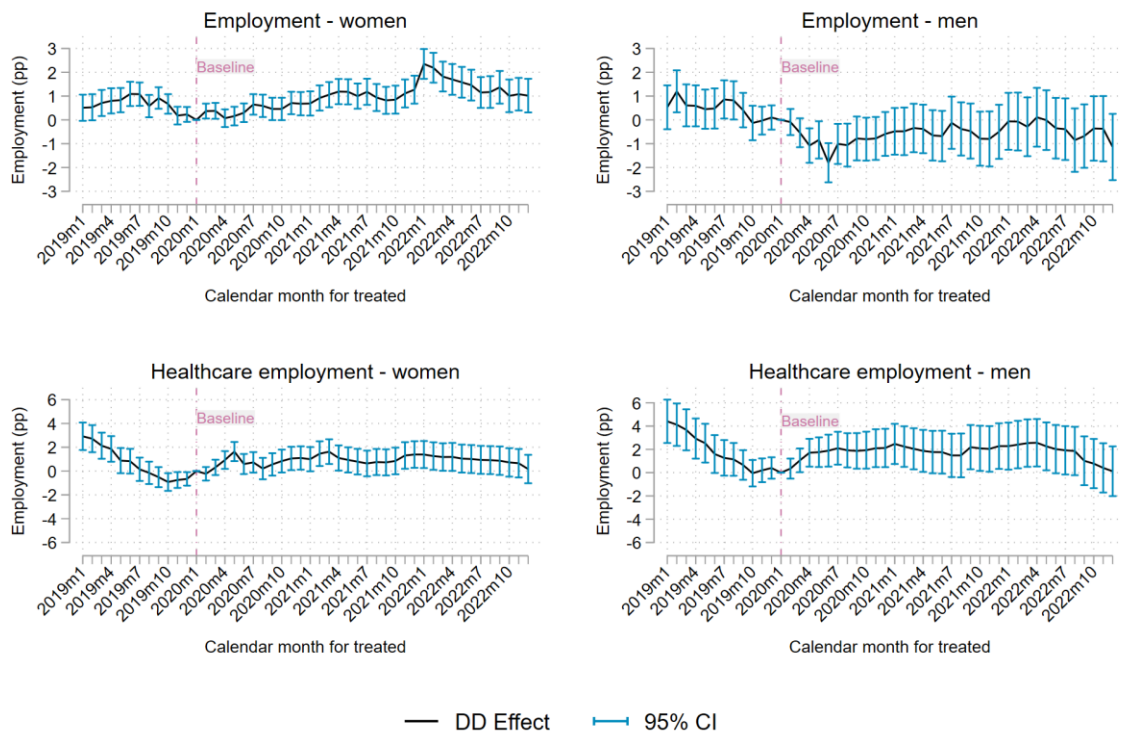 Employment - women
Employment (pp)
3
2
1
0
-1
-2
-3
Baseline
2019m1
2019m4
2019m7
2019m10
2020m1
2020m4
2020m7
2020m10
2021m1
2021m4
2021m7
2021m10
2022m1
2022m4
2022m7
2022m10
Calendar month for treated
Employment - men
Employment (pp)
3
2
1
0
-1
-2
-3
Baseline
2019m1
2019m4
2019m7
2019m10
2020m1
2020m4
2020m7
2020m10
2021m1
2021m4
2021m7
2021m10
2022m1
2022m4
2022m7
2022m10
Calendar month for treated
Healthcare employment - women
Employment (pp)
6
4
2
0
-2
-4
-6
Baseline
2019m1
2019m4
2019m7
2019m10
2020m1
2020m4
2020m7
2020m10
2021m1
2021m4
2021m7
2021m10
2022m1
2022m4
2022m7
2022m10
Calendar month for treated
Healthcare employment - men
Employment (pp)
6
4
2
0
-2
-4
-6
Baseline
2019m1
2019m4
2019m7
2019m10
2020m1
2020m4
2020m7
2020m10
2021m1
2021m4
2021m7
2021m10
2022m1
2022m4
2022m7
2022m10
Calendar month for treated
DD Effect
95% CI